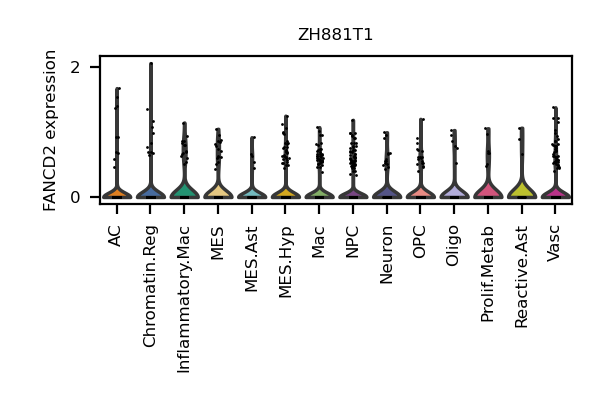 ZH881T1
FANCD2 expression
2
0
AC
Chromatin.Reg
Inflammatory.Mac
MES
MES.Ast
MES.Hyp
Mac
NPC
Neuron
OPC
Oligo
Prolif.Metab
Reactive.Ast
Vasc